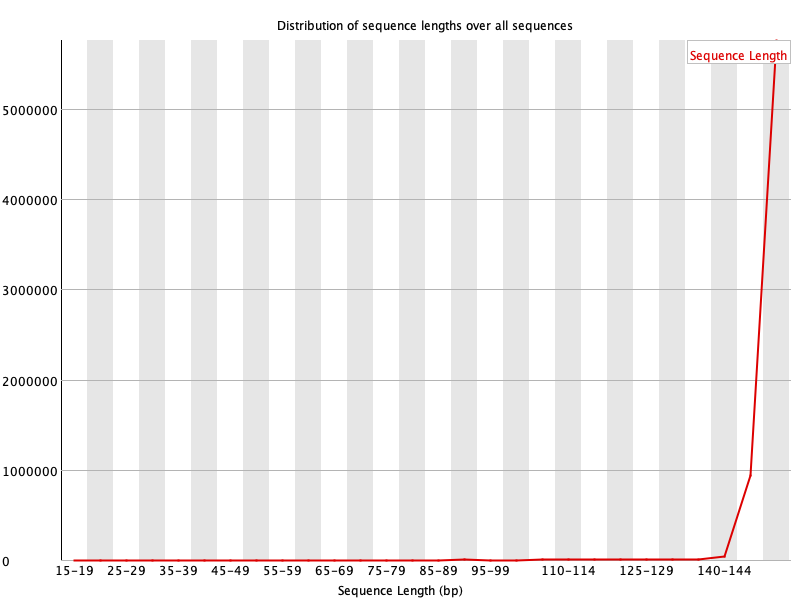 Distribution of sequence lengths over all sequences
Sequence Length
5000000
4000000
3000000
2000000
1000000
0
15-19 25-29 35-39 45-49 55-59 65-69 75-79 85-89 95-99 110-114 125-129 140-144
Sequence Length (bp)